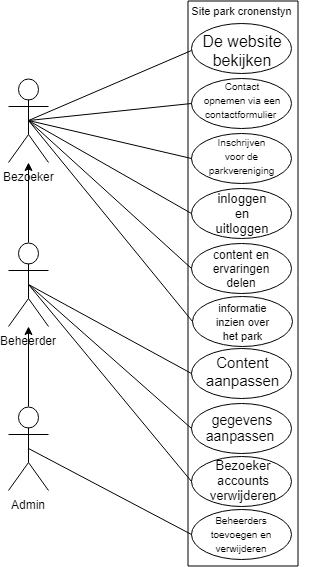 Site park cronenstyn
De website
bekijken
Contact
opnemen via een
contactformulier
Inschrijven
voor de
parkvereniging
Bezoeker
inloggen
en
uitloggen
content en
ervaringen
delen
informatie
inzien over
het park
Beheerder
Content
aanpassen
gegevens
aanpassen
Bezoeker
accounts
verwijderen
Admin
Beheerders
toevoegen en
verwijderen